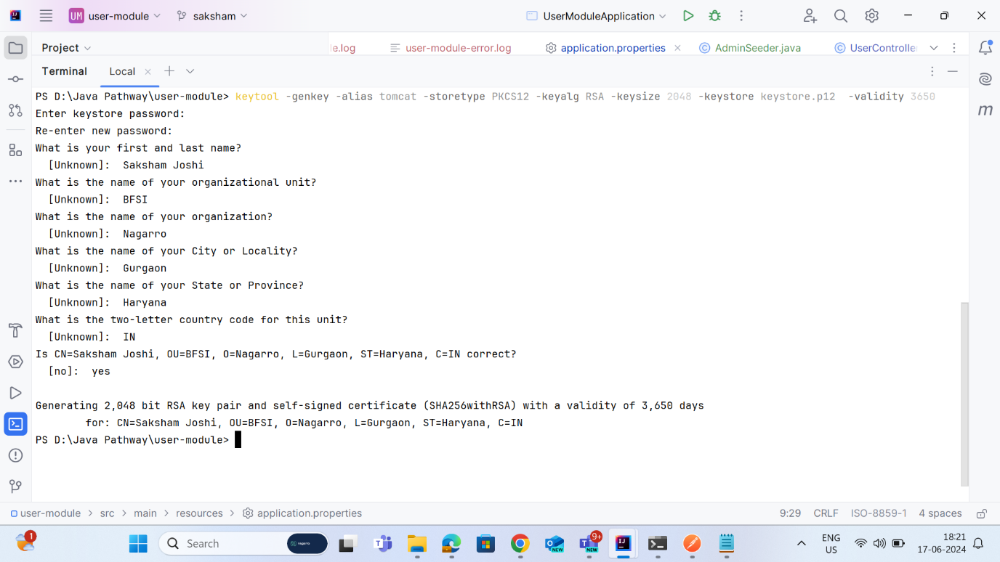 UM user-module saksham UserModuleApplication
Project
le.log user-module-error.log application.properties AdminSeeder.java UserController
Terminal Local
PS D:\Java Pathway\user-module> keytool -genkey -alias tomcat -storetype PKCS12 -keyalg RSA -keysize 2048 -keystore keystore.p12  -validity 3650
Enter keystore password:
Re-enter new password:
What is your first and last name?
  [Unknown]:  Saksham Joshi
What is the name of your organizational unit?
  [Unknown]:  BFSI
What is the name of your organization?
  [Unknown]:  Nagarro
What is the name of your City or Locality?
  [Unknown]:  Gurgaon
What is the name of your State or Province?
  [Unknown]:  Haryana
What is the two-letter country code for this unit?
  [Unknown]:  IN
Is CN=Saksham Joshi, OU=BFSI, O=Nagarro, L=Gurgaon, ST=Haryana, C=IN correct?
  [no]:  yes
Generating 2,048 bit RSA key pair and self-signed certificate (SHA256withRSA) with a validity of 3,650 days
        for: CN=Saksham Joshi, OU=BFSI, O=Nagarro, L=Gurgaon, ST=Haryana, C=IN
PS D:\Java Pathway\user-module>
user-module > src > main > resources > application.properties 9:29 CRLF ISO-8859-1 4 spaces
1 Search nagarro NEW 9+ NEW ENG US 18:21
17-06-2024